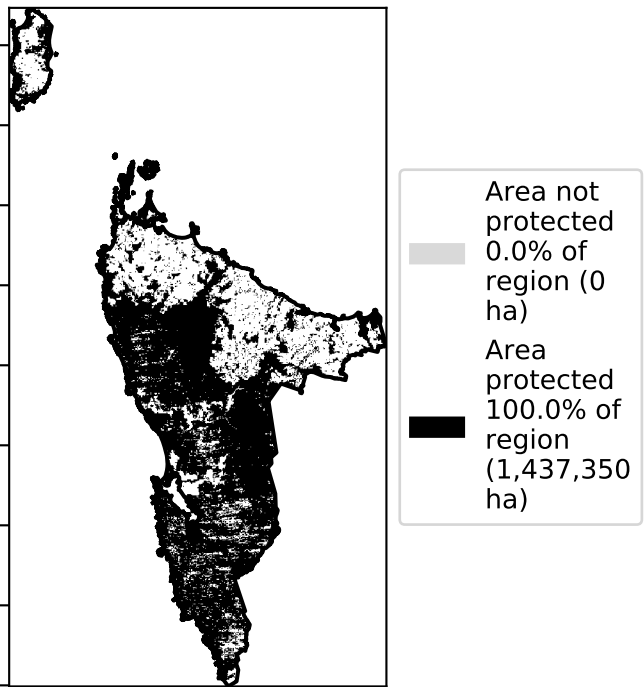 Area not
protected
0.0% of
region (0
ha)
Area
protected
100.0% of
region
(1,437,350
ha)